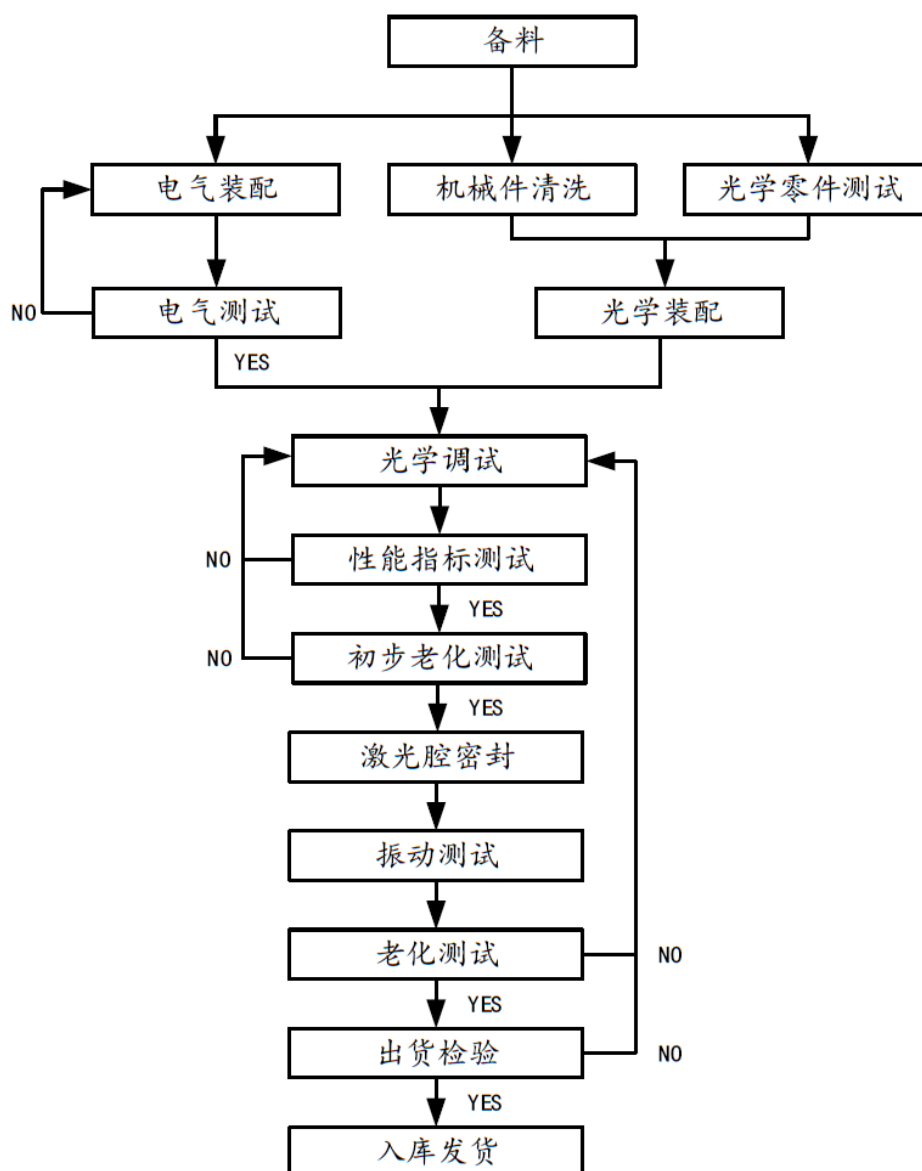 备料
电气装配
机械件清洗
光学零件测试
NO
电气测试
光学装配
YES
光学调试
NO
性能指标测试
YES
NO
初步老化测试
YES
激光腔密封
振动测试
老化测试
NO
YES
出货检验
NO
YES
入库发货